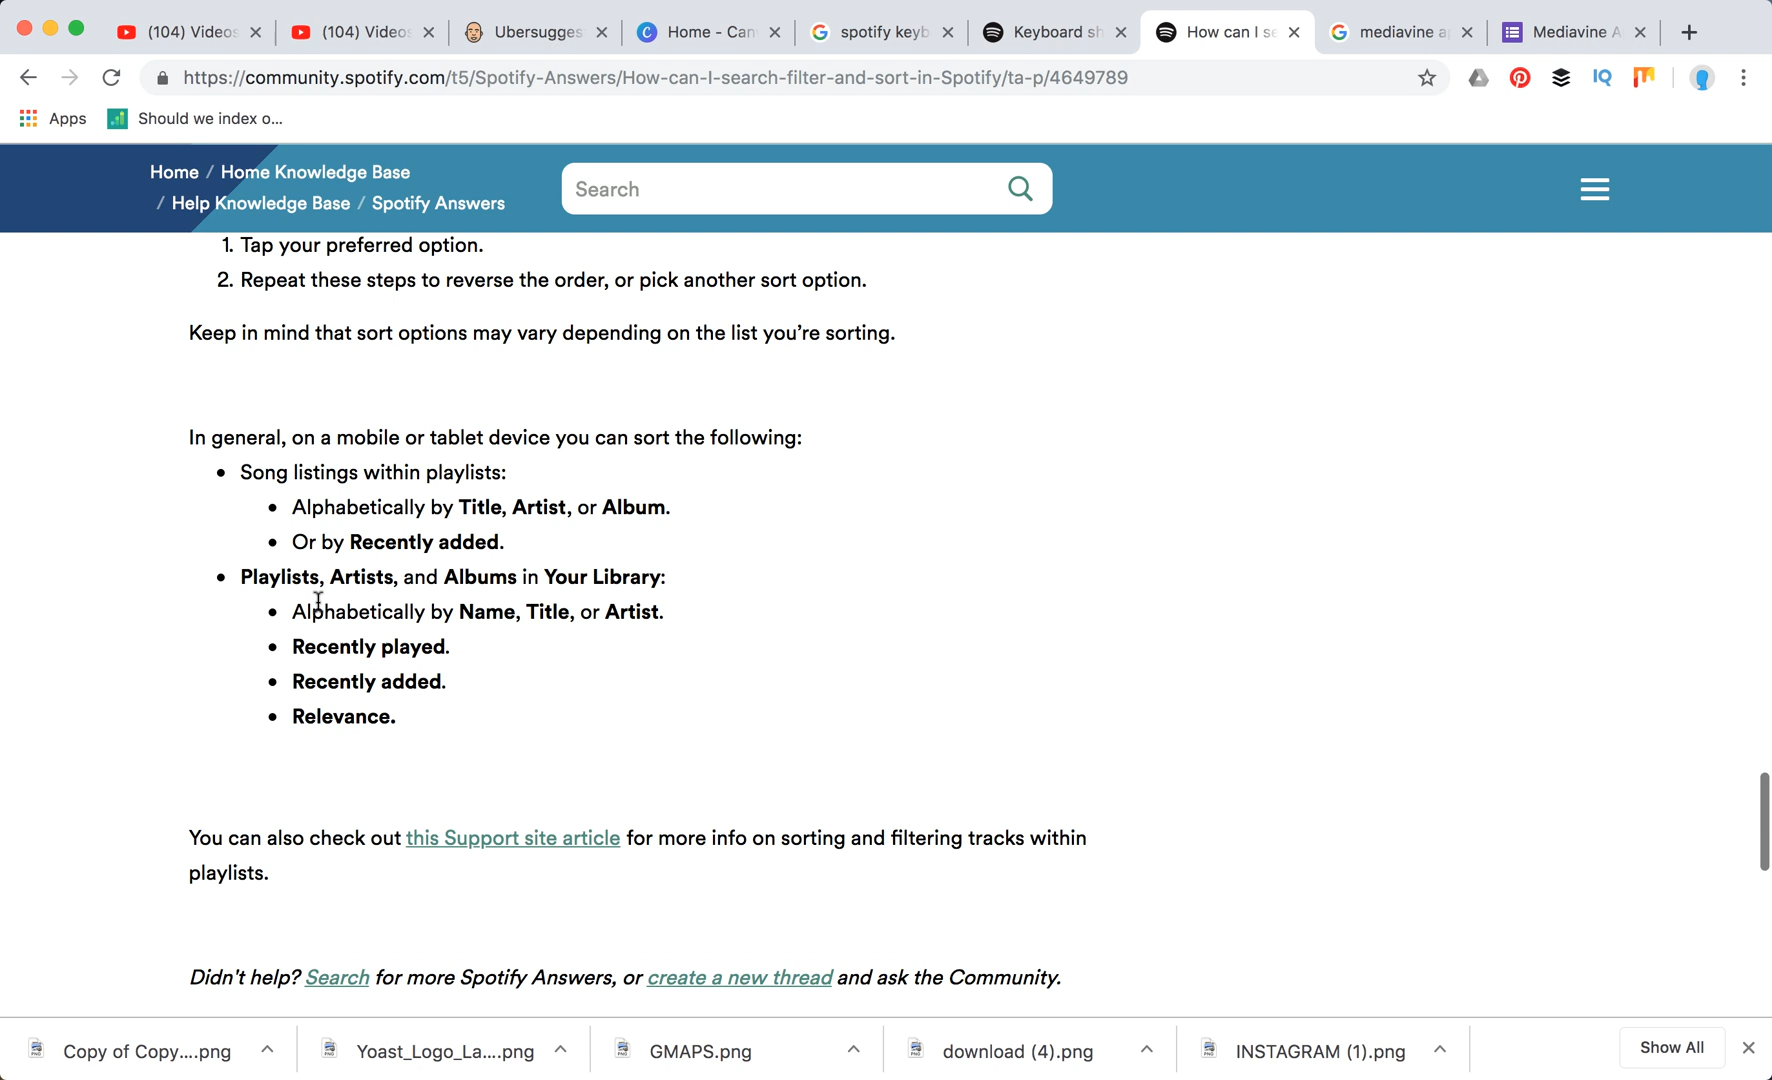 (104) Videos
(104) Videos
Ubersugges
Home - Can
spotify keyb
Keyboard sh
How can I se
mediavine a
Mediavine A
https://community.spotify.com/t5/Spotify-Answers/How-can-I-search-filter-and-sort-in-Spotify/ta-p/4649789
IQ
Apps
Should we index o...
Home / Home Knowledge Base
/ Help Knowledge Base / Spotify Answers
Search
1. Tap your preferred option.
2. Repeat these steps to reverse the order, or pick another sort option.
Keep in mind that sort options may vary depending on the list you’re sorting.
In general, on a mobile or tablet device you can sort the following:
• Song listings within playlists:
• Alphabetically by Title, Artist, or Album.
• Or by Recently added.
• Playlists, Artists, and Albums in Your Library:
• Alphabetically by Name, Title, or Artist.
• Recently played.
• Recently added.
• Relevance.
You can also check out this Support site article for more info on sorting and filtering tracks within
playlists.
Didn't help? Search for more Spotify Answers, or create a new thread and ask the Community.
Copy of Copy....png
Yoast_Logo_La....png
GMAPS.png
download (4).png
INSTAGRAM (1).png
Show All